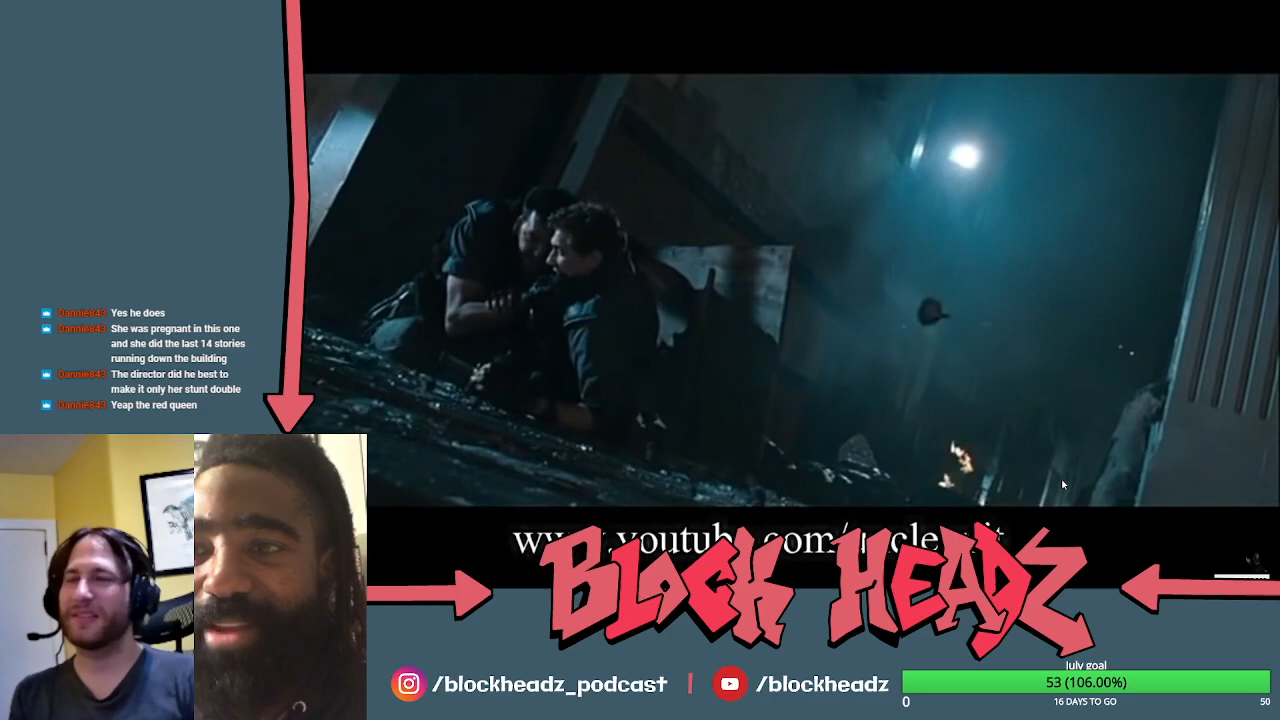 Dannie843 Yes he does
Dannie843 She was pregnant in this one
and she did the last 14 stories
running down the building
Dannie843 The director did he best to
make it only her stunt double
Dannie843 Yeap the red queen
BLOCK HEADZ
/blockheadz_podcast | /blockheadz
July goal
53 (106.00%)
0 16 DAYS TO GO 50